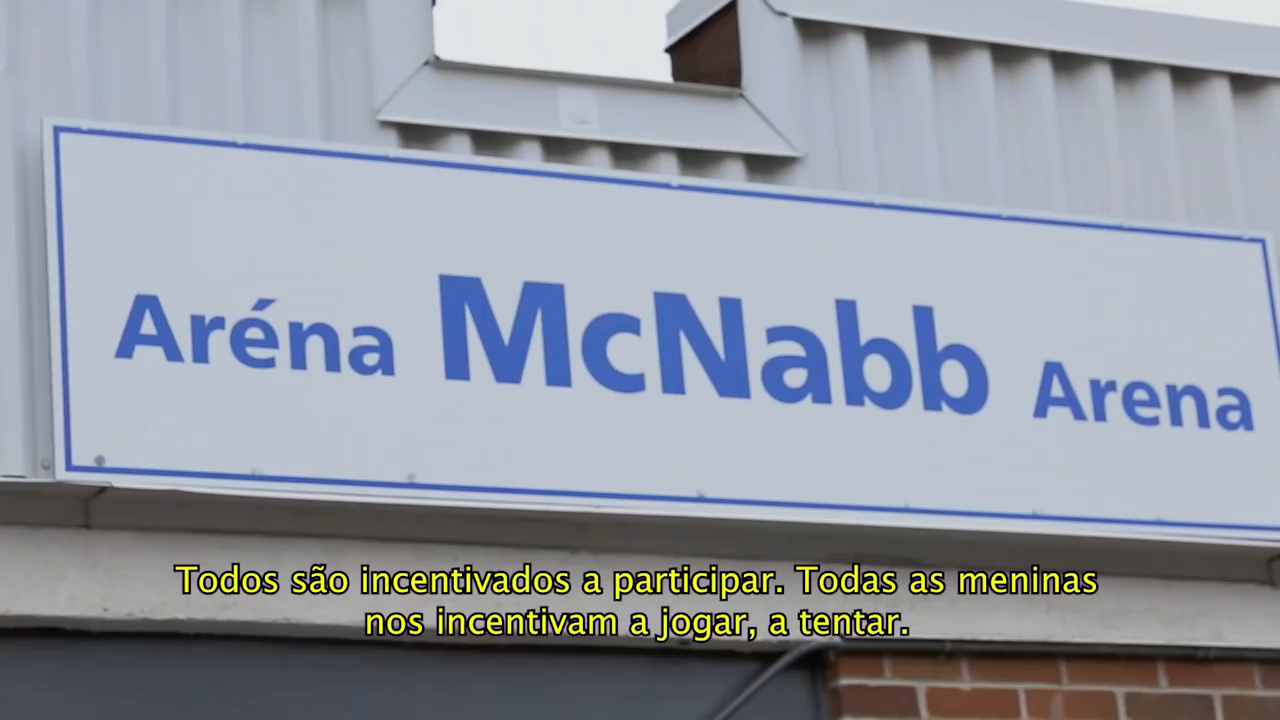 Aréna McNabb Arena
Todos são incentivados a participar. Todas as meninas
nos incentivam a jogar, a tentar.